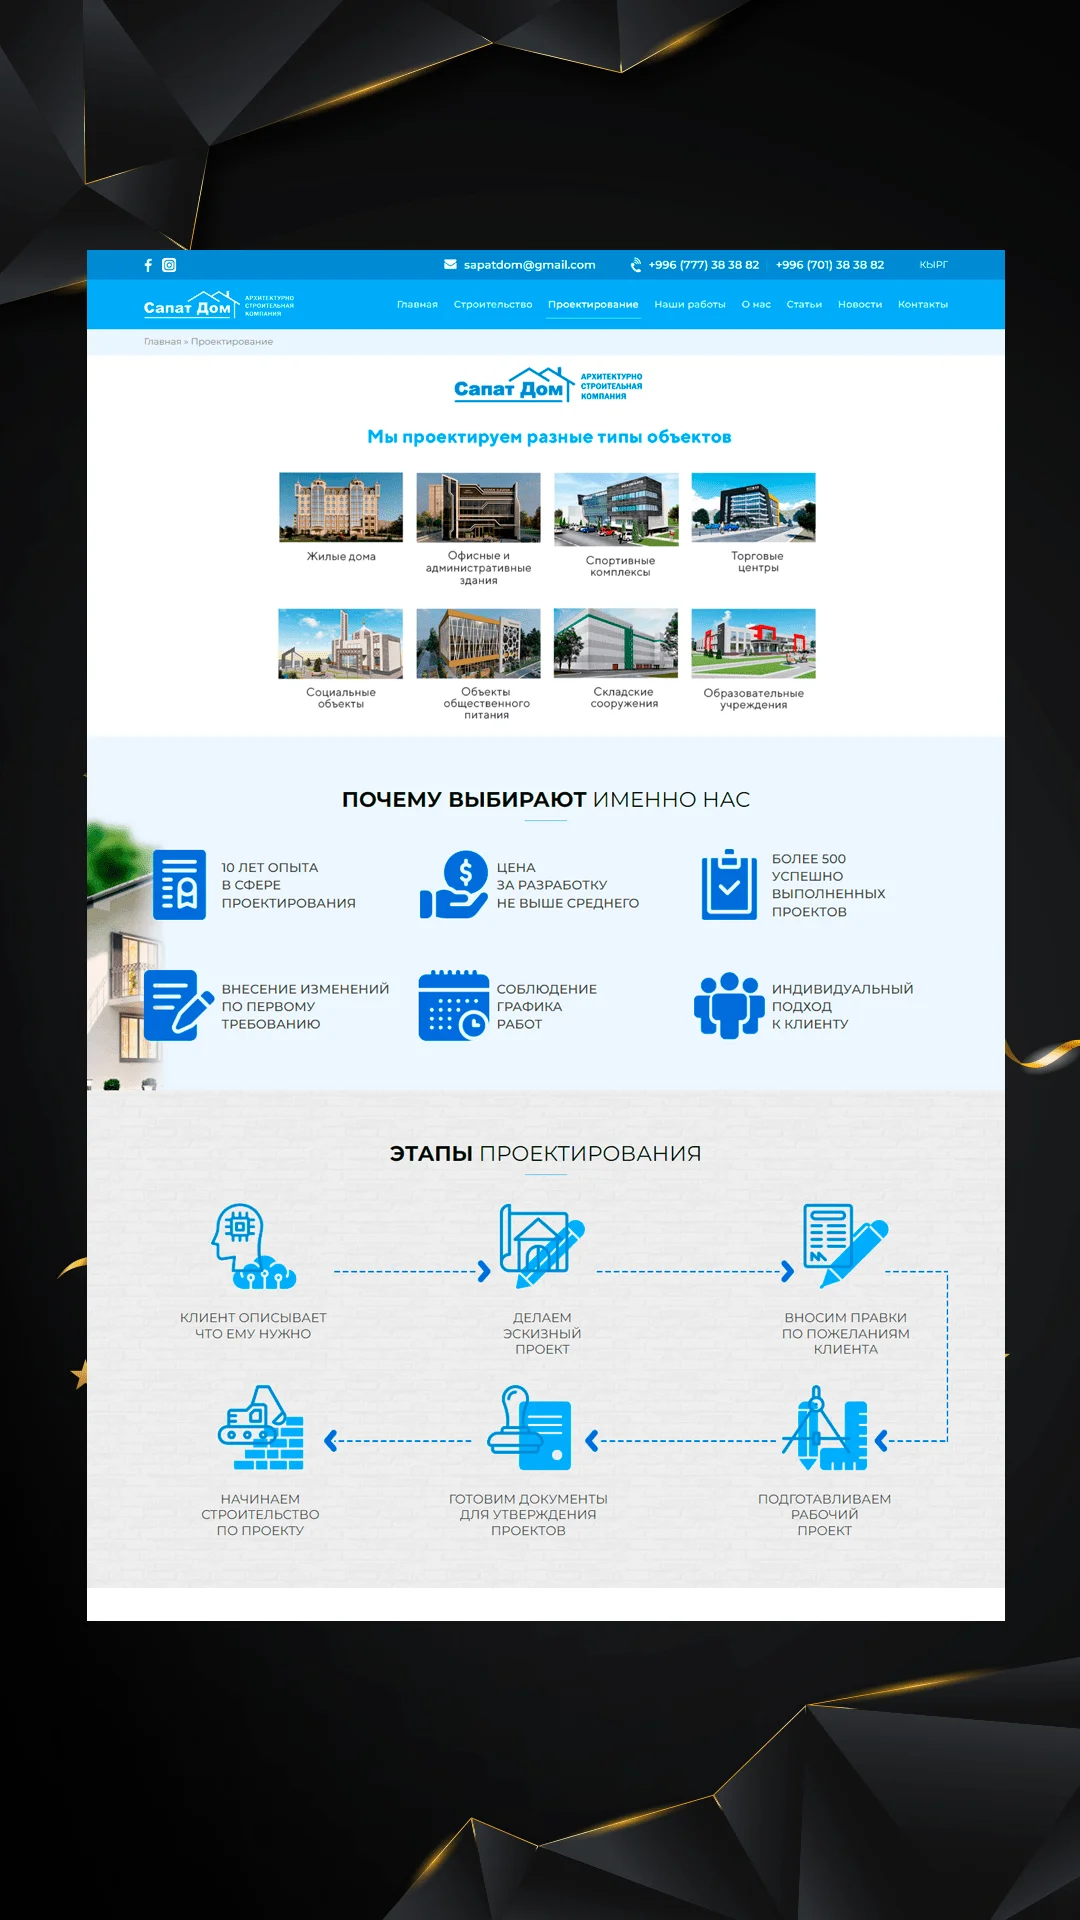 sapatdom@gmail.com +996 (777) 38 38 82 +996 (701) 38 38 82 КЫРГ
Сапат Дом
АРХИТЕКТУРНО
СТРОИТЕЛЬНАЯ
КОМПАНИЯ
Главная Строительство Проектирование Наши работы О нас Статьи Новости Контакты
Главная » Проектирование
Сапат Дом
АРХИТЕКТУРНО
СТРОИТЕЛЬНАЯ
КОМПАНИЯ
Мы проектируем разные типы объектов
Жилые дома
Офисные и
административные
здания
Спортивные
комплексы
Торговые
центры
Социальные
объекты
Объекты
общественного
питания
Складские
сооружения
Образовательные
учреждения
ПОЧЕМУ ВЫБИРАЮТ ИМЕННО НАС
10 ЛЕТ ОПЫТА
В СФЕРЕ
ПРОЕКТИРОВАНИЯ
ЦЕНА
ЗА РАЗРАБОТКУ
НЕ ВЫШЕ СРЕДНЕГО
БОЛЕЕ 500
УСПЕШНО
ВЫПОЛНЕННЫХ
ПРОЕКТОВ
ВНЕСЕНИЕ ИЗМЕНЕНИЙ
ПО ПЕРВОМУ
ТРЕБОВАНИЮ
СОБЛЮДЕНИЕ
ГРАФИКА
РАБОТ
ИНДИВИДУАЛЬНЫЙ
ПОДХОД
К КЛИЕНТУ
ЭТАПЫ ПРОЕКТИРОВАНИЯ
КЛИЕНТ ОПИСЫВАЕТ
ЧТО ЕМУ НУЖНО
ДЕЛАЕМ
ЭСКИЗНЫЙ
ПРОЕКТ
ВНОСИМ ПРАВКИ
ПО ПОЖЕЛАНИЯМ
КЛИЕНТА
НАЧИНАЕМ
СТРОИТЕЛЬСТВО
ПО ПРОЕКТУ
ГОТОВИМ ДОКУМЕНТЫ
ДЛЯ УТВЕРЖДЕНИЯ
ПРОЕКТОВ
ПОДГОТАВЛИВАЕМ
РАБОЧИЙ
ПРОЕКТ